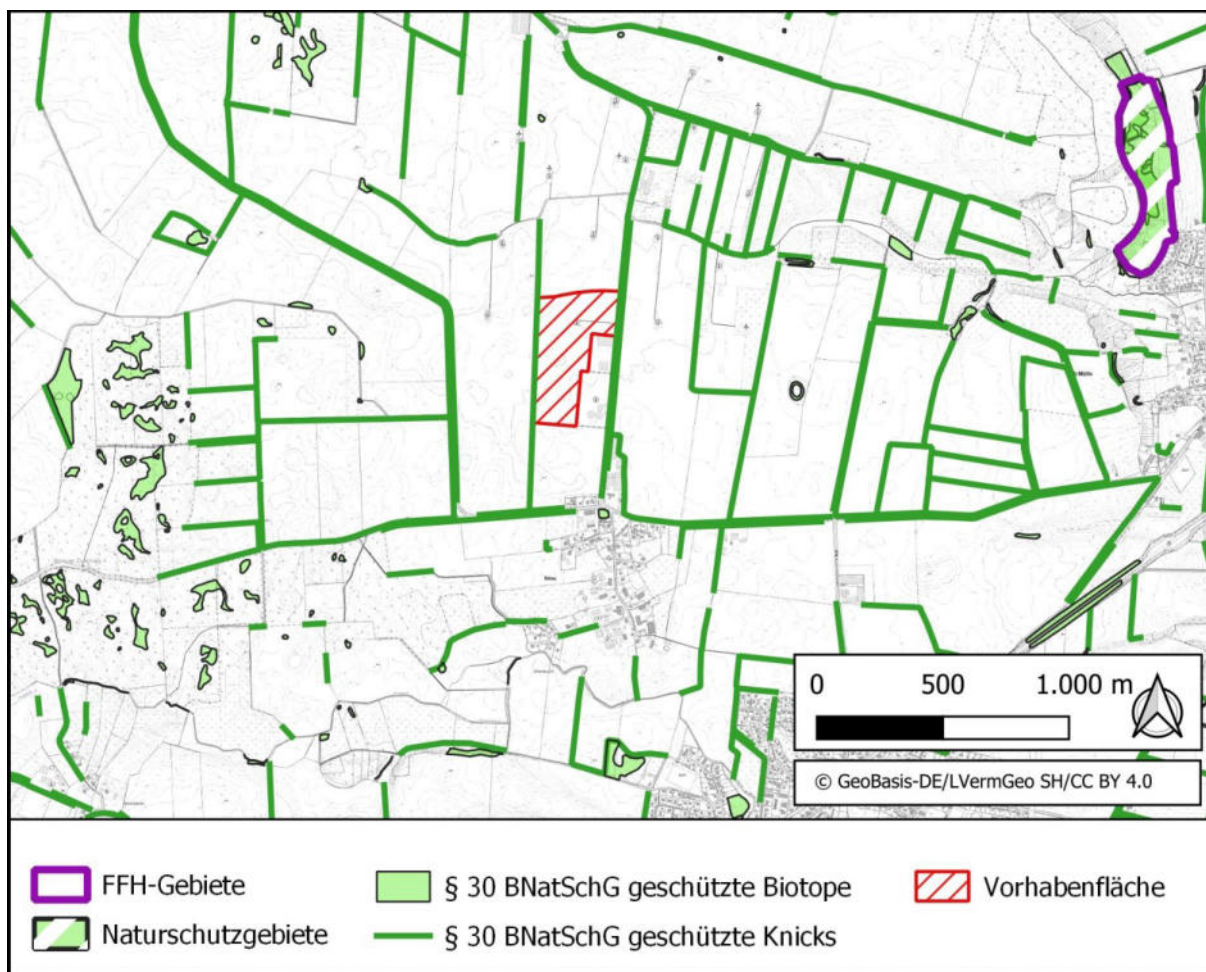 0 500 1.000 m
© GeoBasis-DE/LVermGeo SH/CC BY 4.0
FFH-Gebiete
§ 30 BNatSchG geschützte Biotope
Vorhabenfläche
Naturschutzgebiete
§ 30 BNatSchG geschützte Knicks